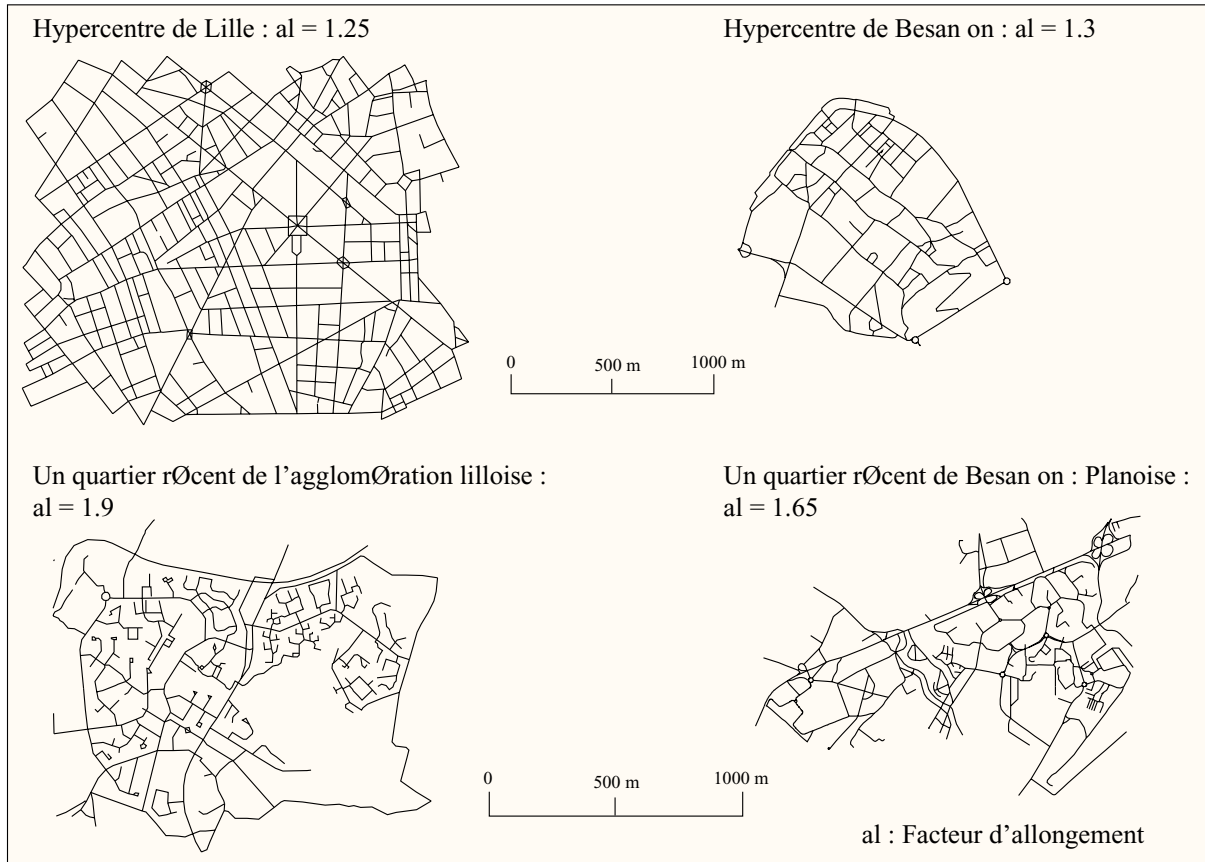 Hypercentre de Lille : al = 1.25
Hypercentre de Besan on : al = 1.3
0 500 m 1000 m
Un quartier rØcent de l’agglomØration lilloise :
al = 1.9
Un quartier rØcent de Besan on : Planoise :
al = 1.65
0 500 m 1000 m
al : Facteur d’allongement